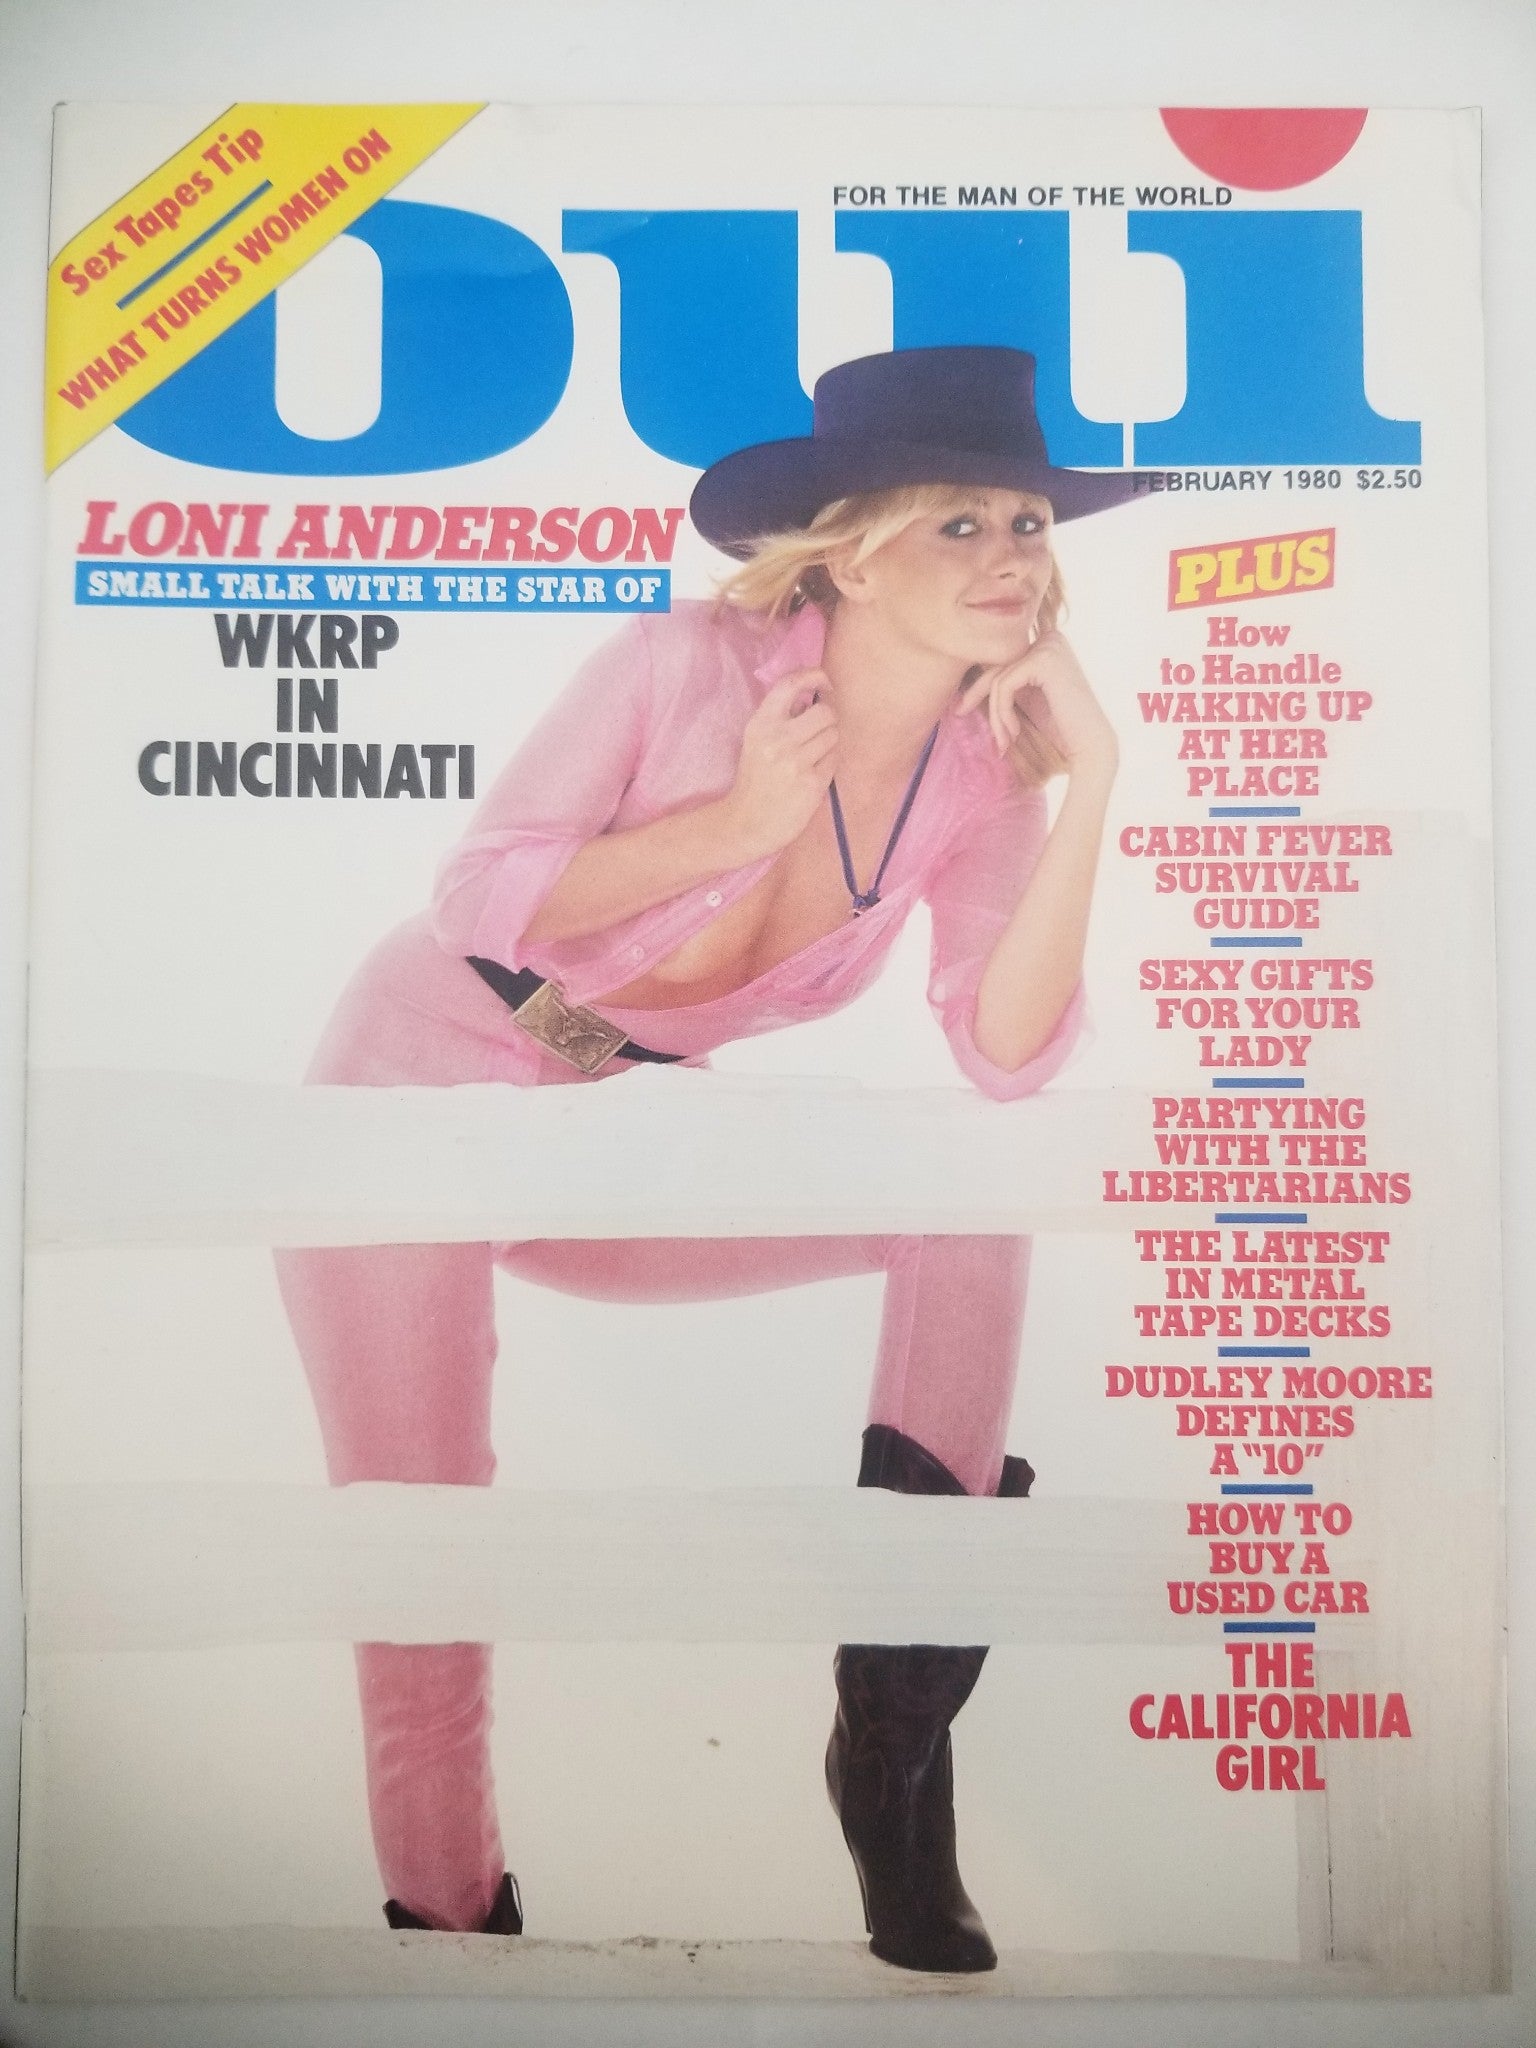 Sex Tapes Tip
WHAT TURNS WOMEN ON
FOR THE MAN OF THE WORLD
oui
FEBRUARY 1980 $2.50
LONI ANDERSON
SMALL TALK WITH THE STAR OF
WKRP
IN
CINCINNATI
PLUS
How
to Handle
WAKING UP
AT HER
PLACE
CABIN FEVER
SURVIVAL
GUIDE
SEXY GIFTS
FOR YOUR
LADY
PARTYING
WITH THE
LIBERTARIANS
THE LATEST
IN METAL
TAPE DECKS
DUDLEY MOORE
DEFINES
A "10"
HOW TO
BUY A
USED CAR
THE
CALIFORNIA
GIRL